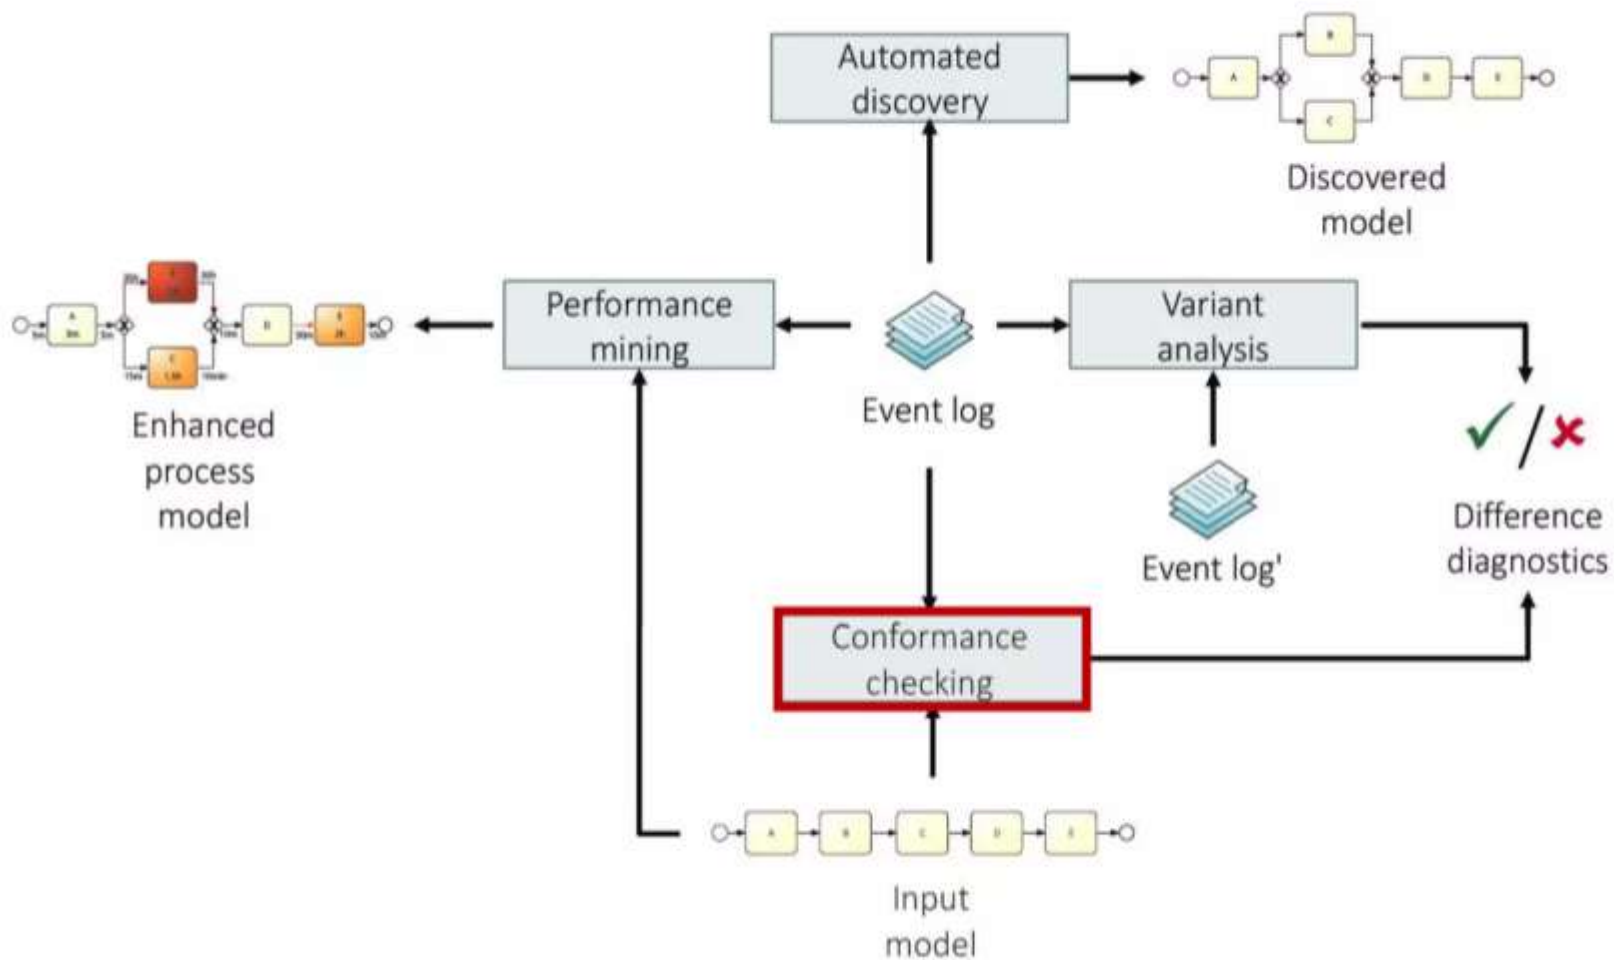 Automated
discovery
A
B
C
D
E
Discovered
model
Performance
mining
Variant
analysis
Event log
A
D
E
C
Enhanced
process
model
Event log'
Difference
diagnostics
Conformance
checking
A
B
C
D
E
Input
model